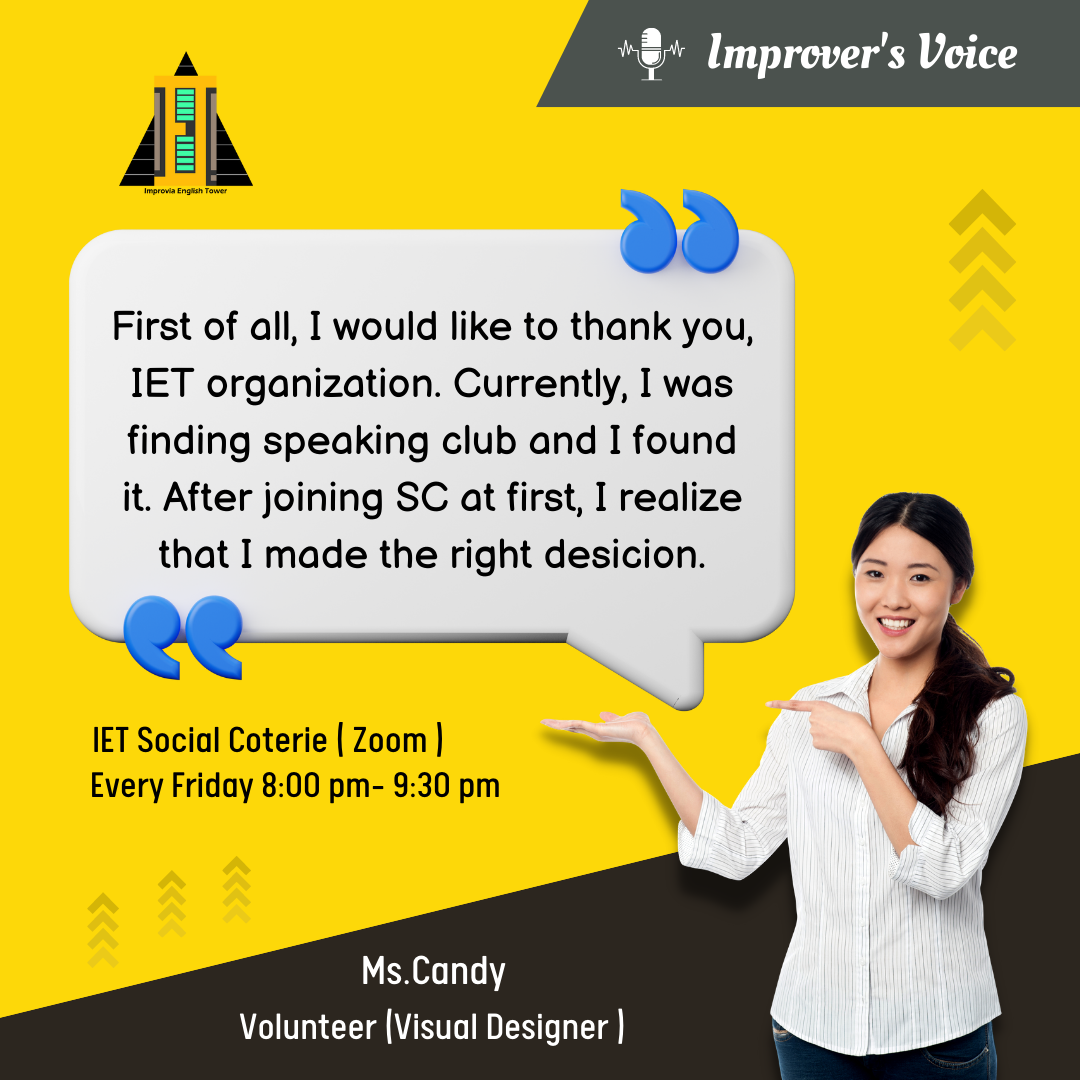 Improver's Voice
Improvia English Tower
First of all, I would like to thank you,
IET organization. Currently, I was
finding speaking club and I found
it. After joining SC at first, I realize
that I made the right desicion.
IET Social Coterie ( Zoom )
Every Friday 8:00 pm- 9:30 pm
Ms.Candy
Volunteer (Visual Designer )